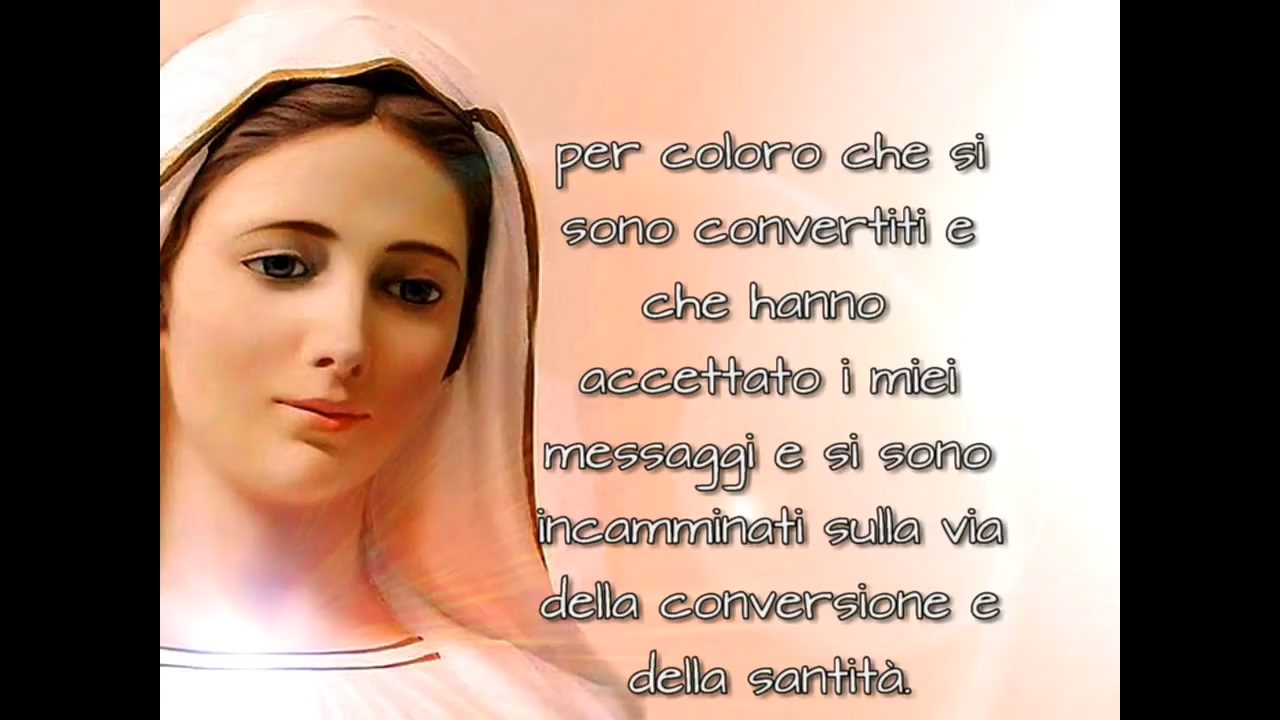 per coloro che si
sono convertiti e
che hanno
accettato i miei
messaggi e si sono
incamminati sulla via
della conversione e
della santità.